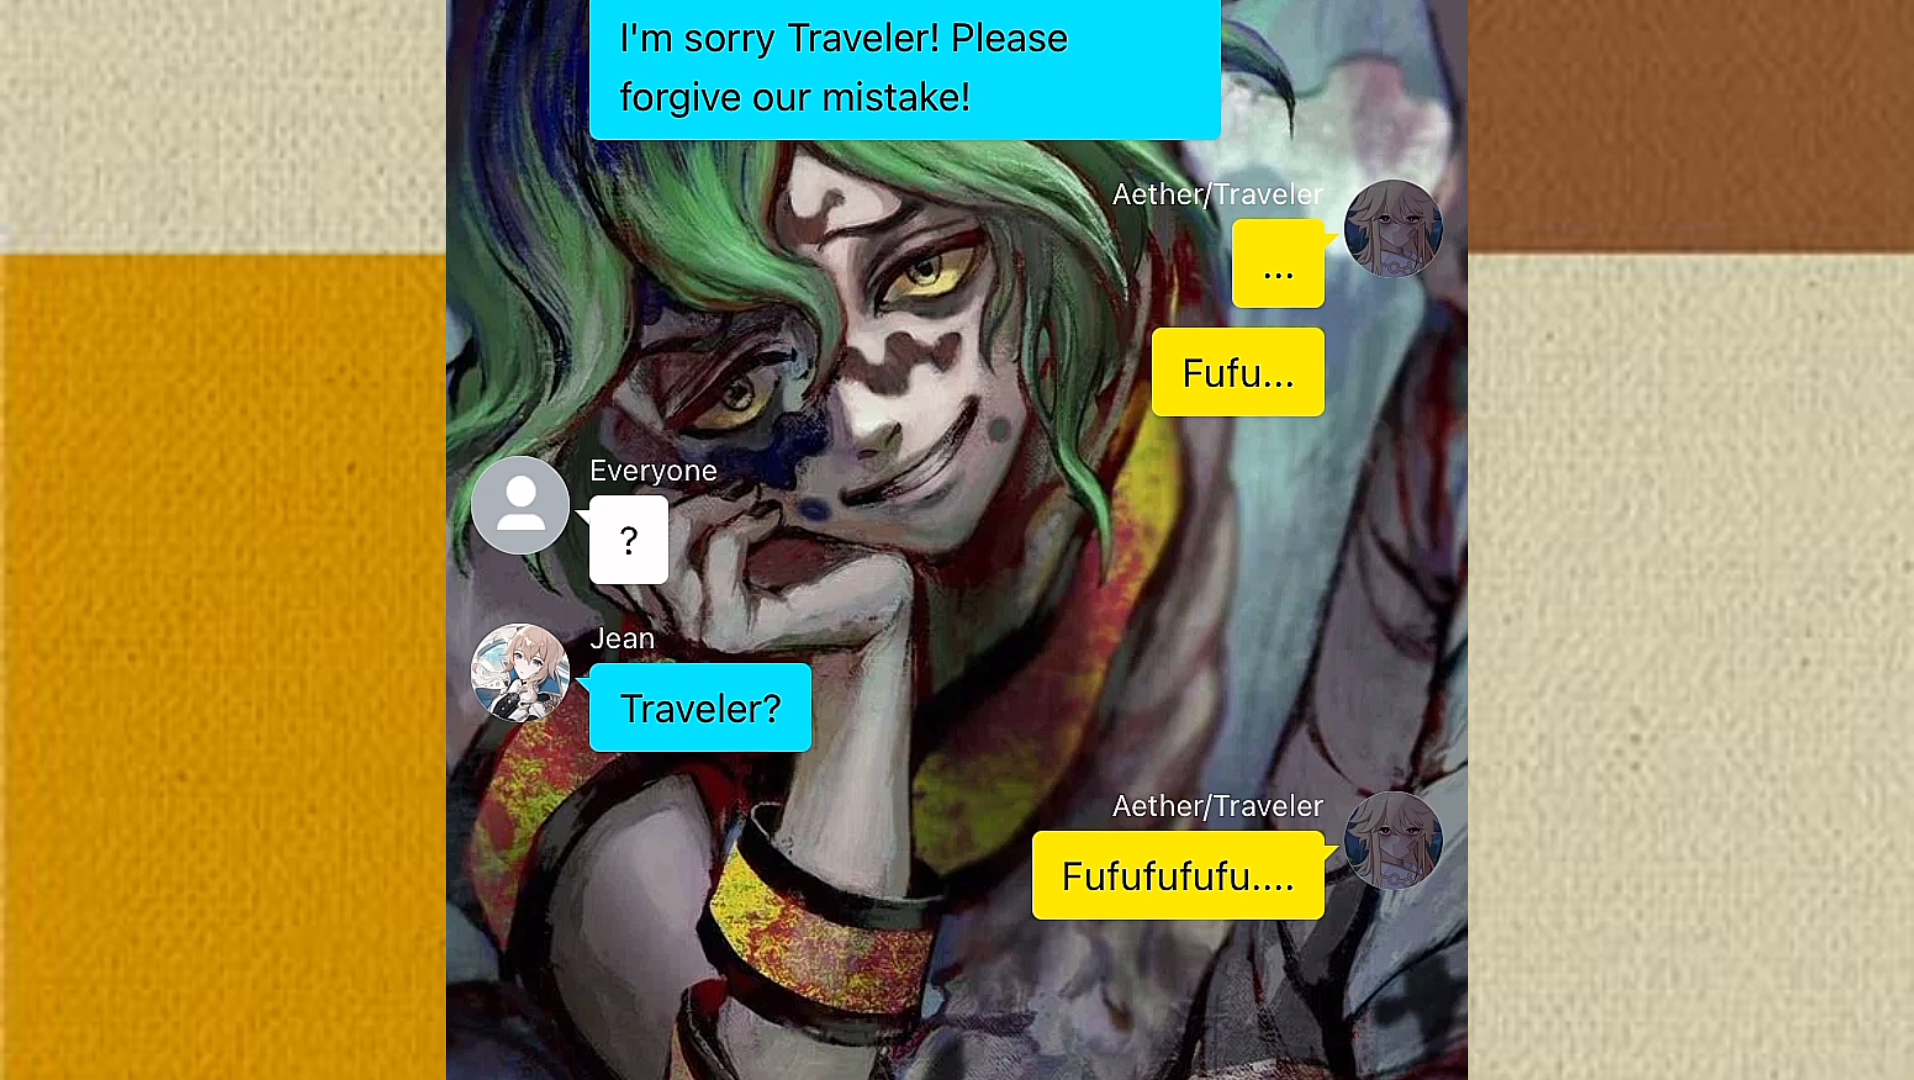 I'm sorry Traveler! Please
forgive our mistake!
Aether/Traveler
...
Fufu...
Everyone
?
Jean
Traveler?
Aether/Traveler
Fufufufufu....